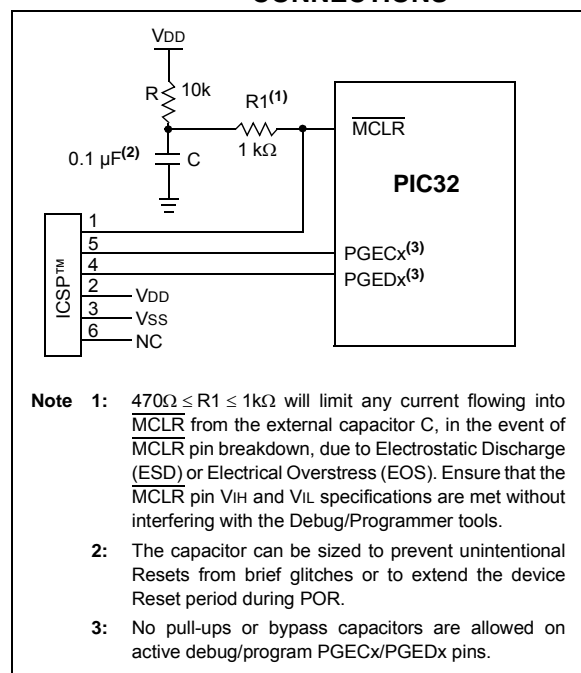 CONNECTIONS
VDD
R 10k
R1(1)
1 kΩ
0.1 µF(2)
C
MCLR
PIC32
1
5
4
2
3
6
ICSP™
PGECx(3)
PGEDx(3)
VDD
VSS
NC
Note 1: 470Ω ≤ R1 ≤ 1kΩ will limit any current flowing into
MCLR from the external capacitor C, in the event of
MCLR pin breakdown, due to Electrostatic Discharge
(ESD) or Electrical Overstress (EOS). Ensure that the
MCLR pin VIH and VIL specifications are met without
interfering with the Debug/Programmer tools.
2: The capacitor can be sized to prevent unintentional
Resets from brief glitches or to extend the device
Reset period during POR.
3: No pull-ups or bypass capacitors are allowed on
active debug/program PGECx/PGEDx pins.